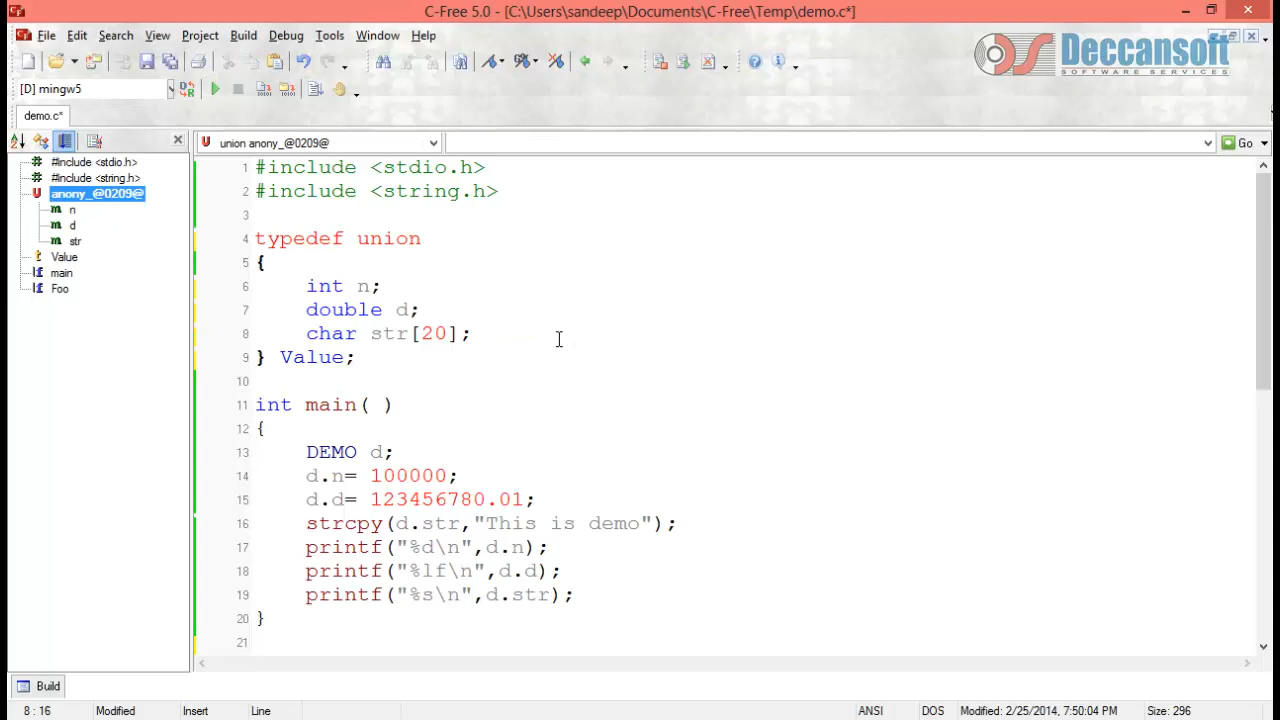 C-Free 5.0 - [C:\Users\sandeep\Documents\C-Free\Temp\demo.c*]
File Edit Search View Project Build Debug Tools Window Help
Deccansoft
SOFTWARE SERVICES
[D] mingw5
demo.c*
union anony_@0209@
Go
#include <stdio.h>
#include <string.h>
anony_@0209@
n
d
str
Value
main
Foo
1 #include <stdio.h>
2 #include <string.h>
3
4 typedef union
5 {
6 int n;
7 double d;
8 char str[20];
9 } Value;
10
11 int main( )
12 {
13 DEMO d;
14 d.n= 100000;
15 d.d= 123456780.01;
16 strcpy(d.str,"This is demo");
17 printf("%d\n",d.n);
18 printf("%lf\n",d.d);
19 printf("%s\n",d.str);
20 }
21
Build
8 : 16 Modified Insert Line ANSI DOS Modified: 2/25/2014, 7:50:04 PM Size: 296